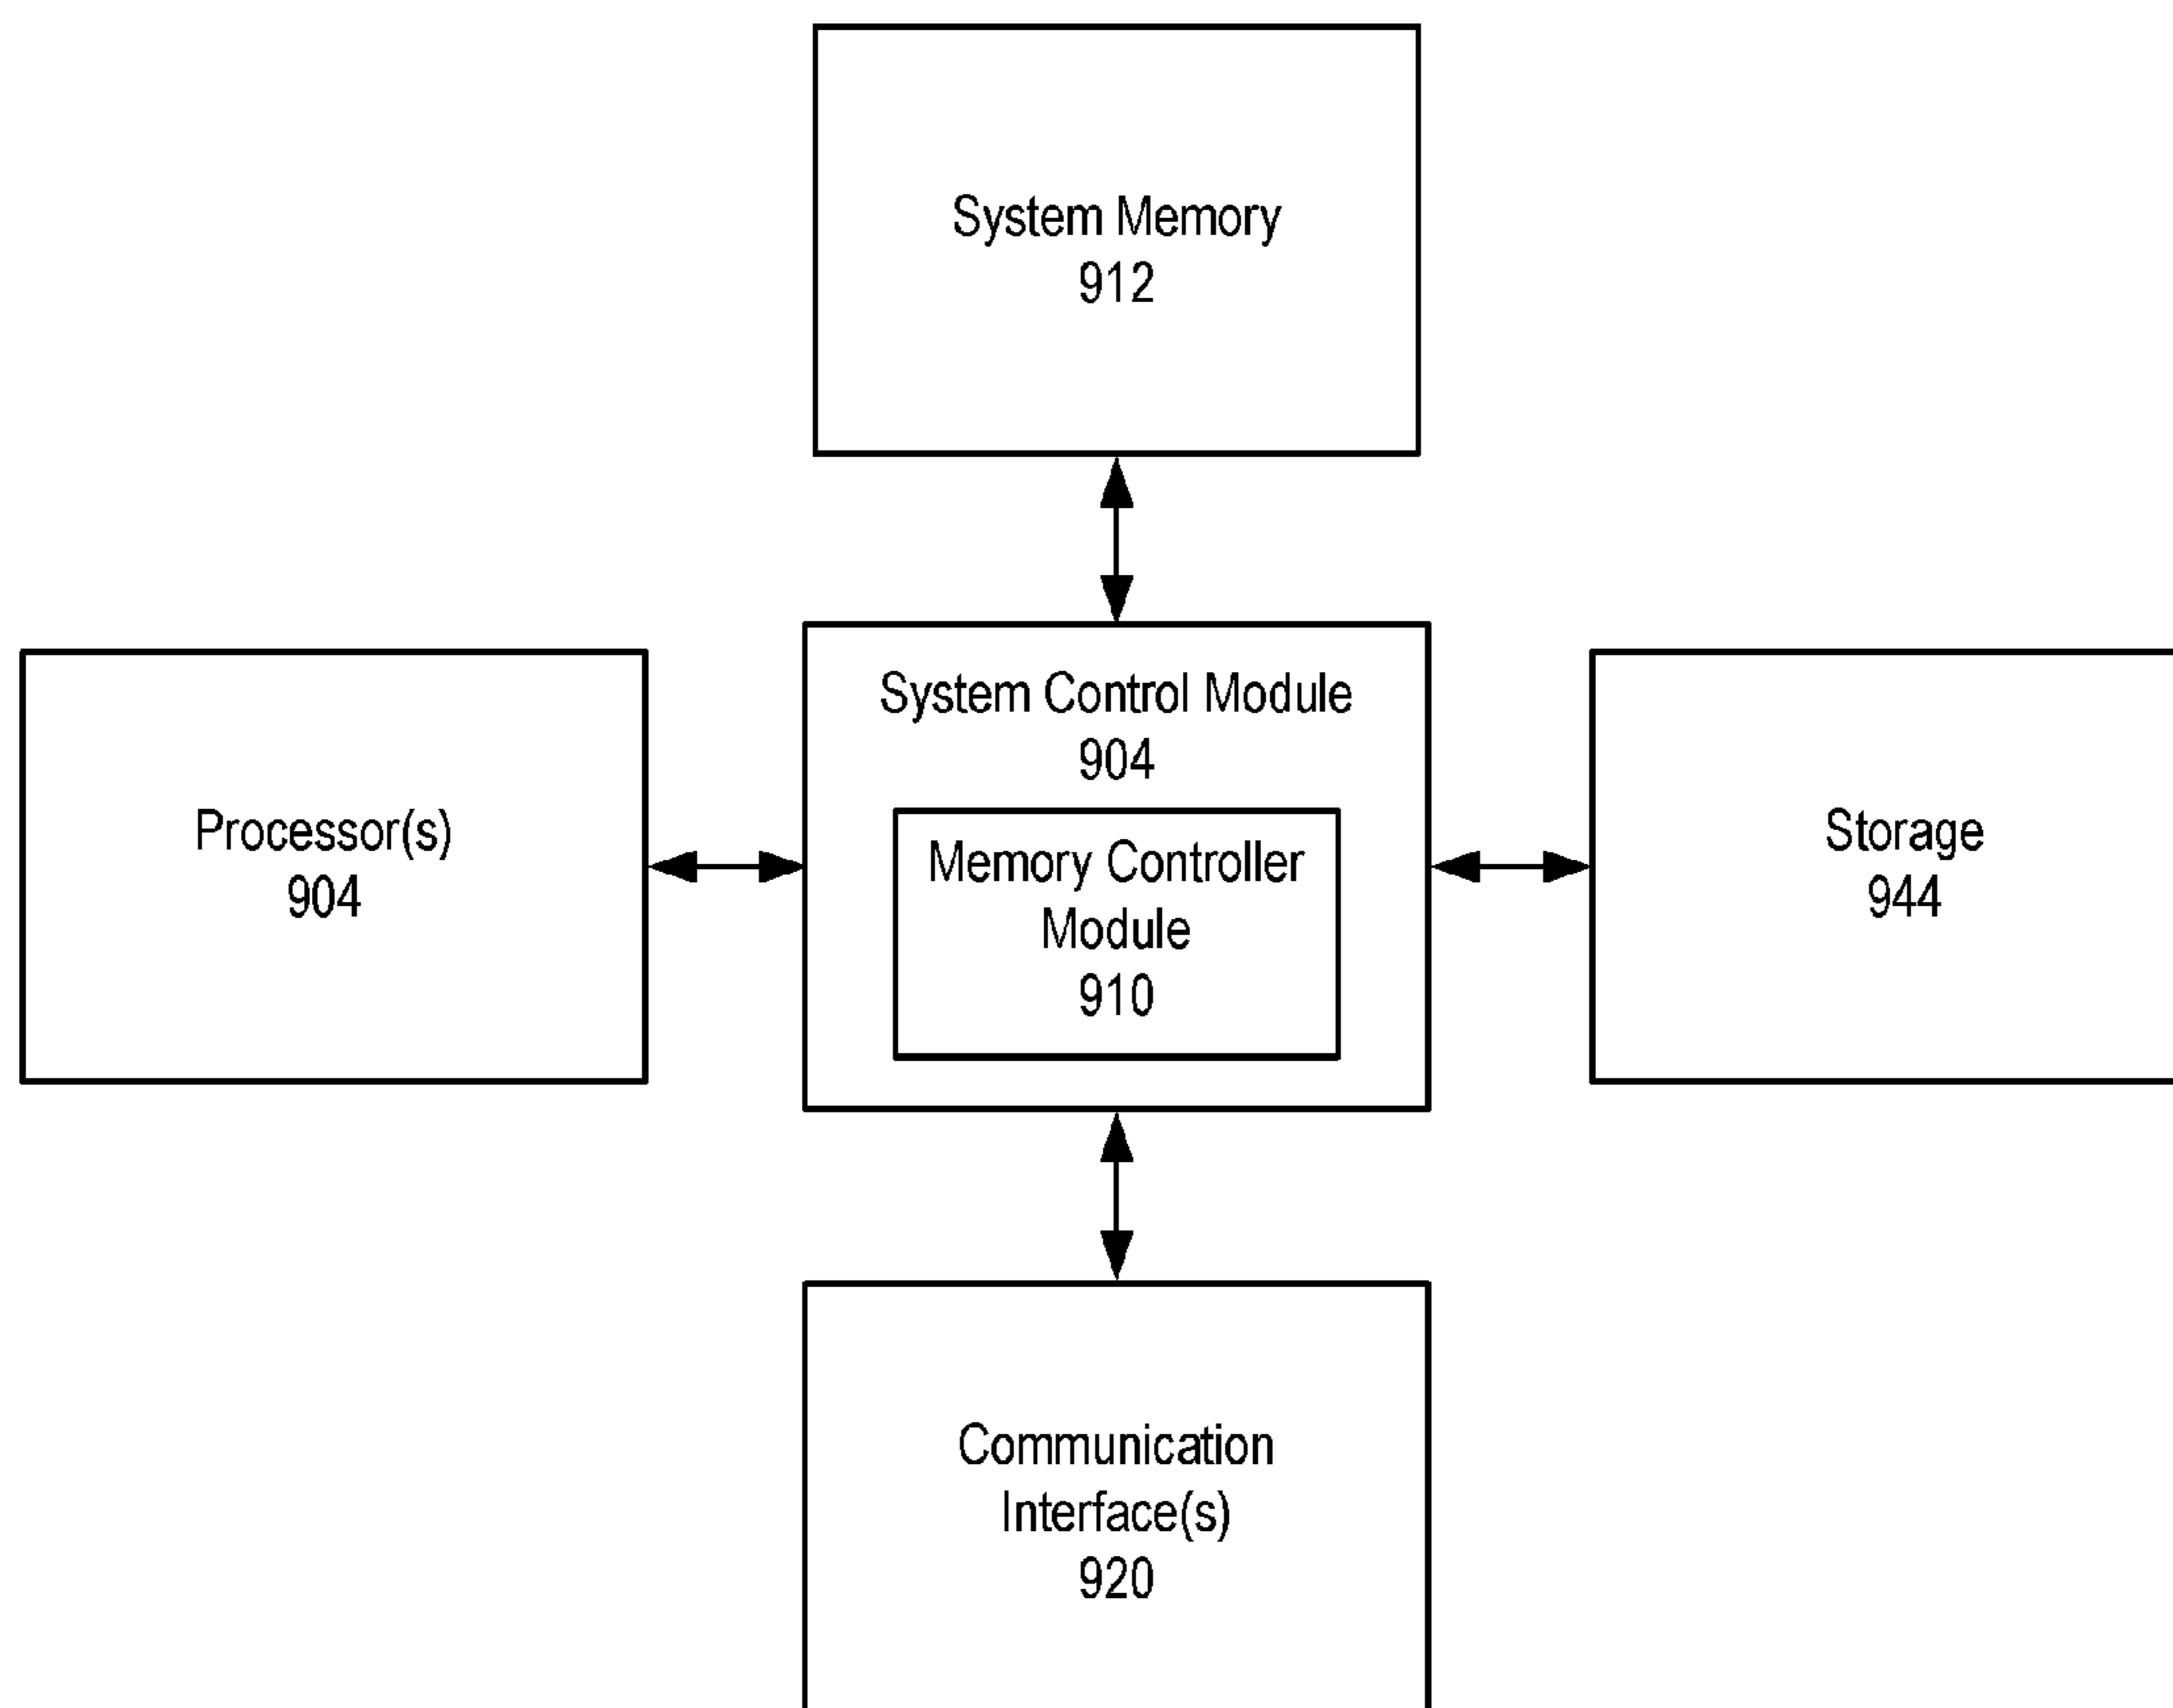 System Memory
912
System Control Module
904
Processor(s)
904
Memory Controller
Module
910
Storage
944
Communication
Interface(s)
920